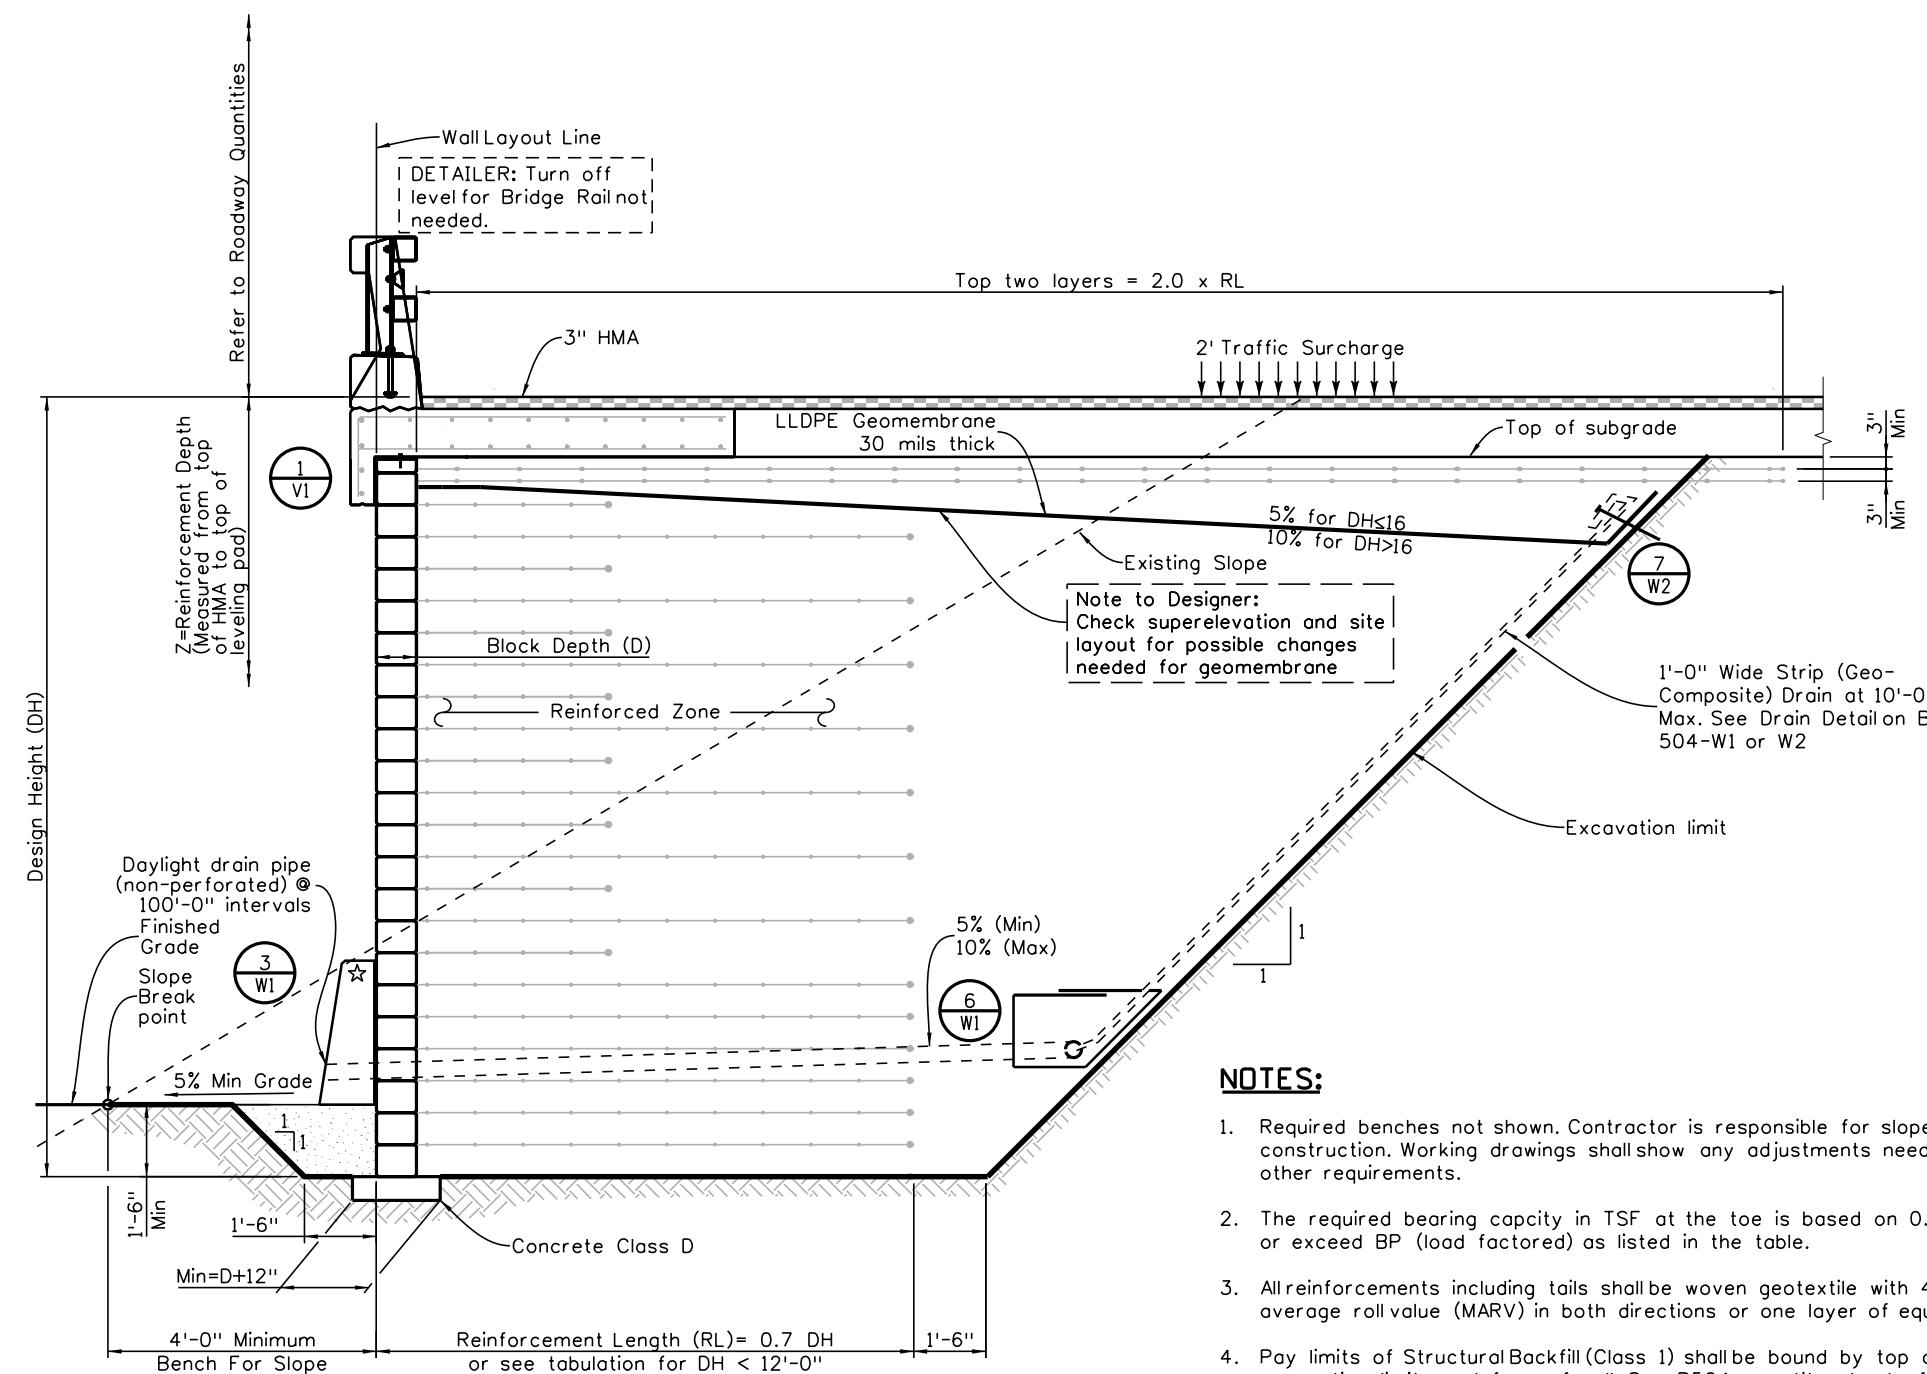 Refer to Roadway Quantities
Wall Layout Line
DETAILER: Turn off
level for Bridge Rail not
needed.
Top two layers = 2.0 x RL
3" HMA
2' Traffic Surcharge
LLDPE Geomembrane
30 mils thick
Top of subgrade
3"
Min
3"
Min
1
V1
Z=Reinforcement Depth
(Measured from top
of HMA to top of
leveling pad)
5% for DH≤16
10% for DH>16
Existing Slope
7
W2
Note to Designer:
Check superelevation and site
layout for possible changes
needed for geomembrane
Block Depth (D)
Reinforced Zone
1'-0" Wide Strip (Geo-
Composite) Drain at 10'-0
Max. See Drain Detail on B
504-W1 or W2
Design Height (DH)
Excavation limit
Daylight drain pipe
(non-perforated) @
100'-0" intervals
Finished
Grade
Slope
Break
point
3
W1
5% (Min)
10% (Max)
6
W1
1
1
5% Min Grade
1
1
1'-6"
Min
1'-6"
Min=D+12"
Concrete Class D
4'-0" Minimum
Bench For Slope
Reinforcement Length (RL)= 0.7 DH
or see tabulation for DH < 12'-0"
1'-6"
NOTES:
1. Required benches not shown. Contractor is responsible for slope
construction. Working drawings shall show any adjustments need
other requirements.
2. The required bearing capcity in TSF at the toe is based on 0.
or exceed BP (load factored) as listed in the table.
3. All reinforcements including tails shall be woven geotextile with 4
average roll value (MARV) in both directions or one layer of equ
4. Pay limits of Structural Backfill (Class 1) shall be bound by top